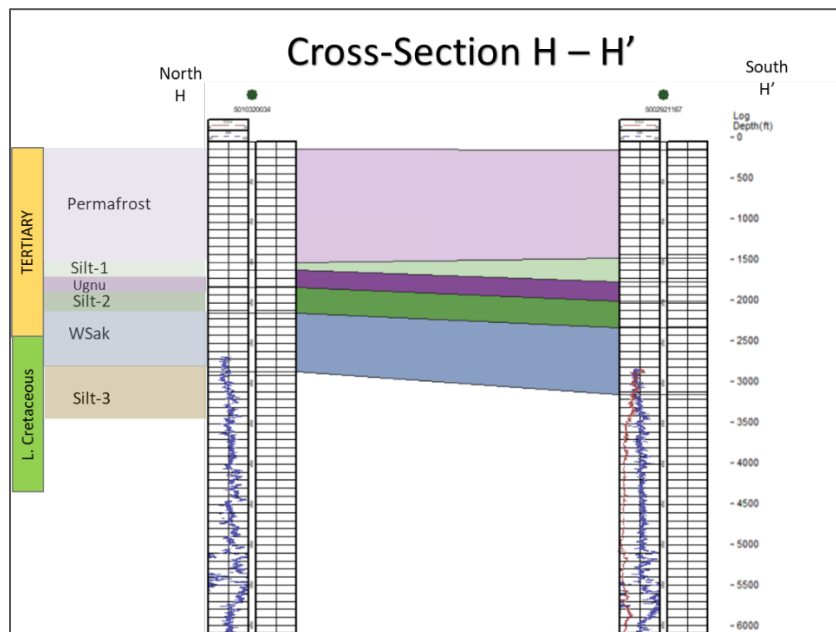 Cross-Section H – H’
North
H
South
H’
5010320034
5002921167
Log
Depth(ft)
- 0
- 500
- 1000
- 1500
- 2000
- 2500
- 3000
- 3500
- 4000
- 4500
- 5000
- 5500
- 6000
TERTIARY
L. Cretaceous
Permafrost
Silt-1
Ugnu
Silt-2
WSak
Silt-3